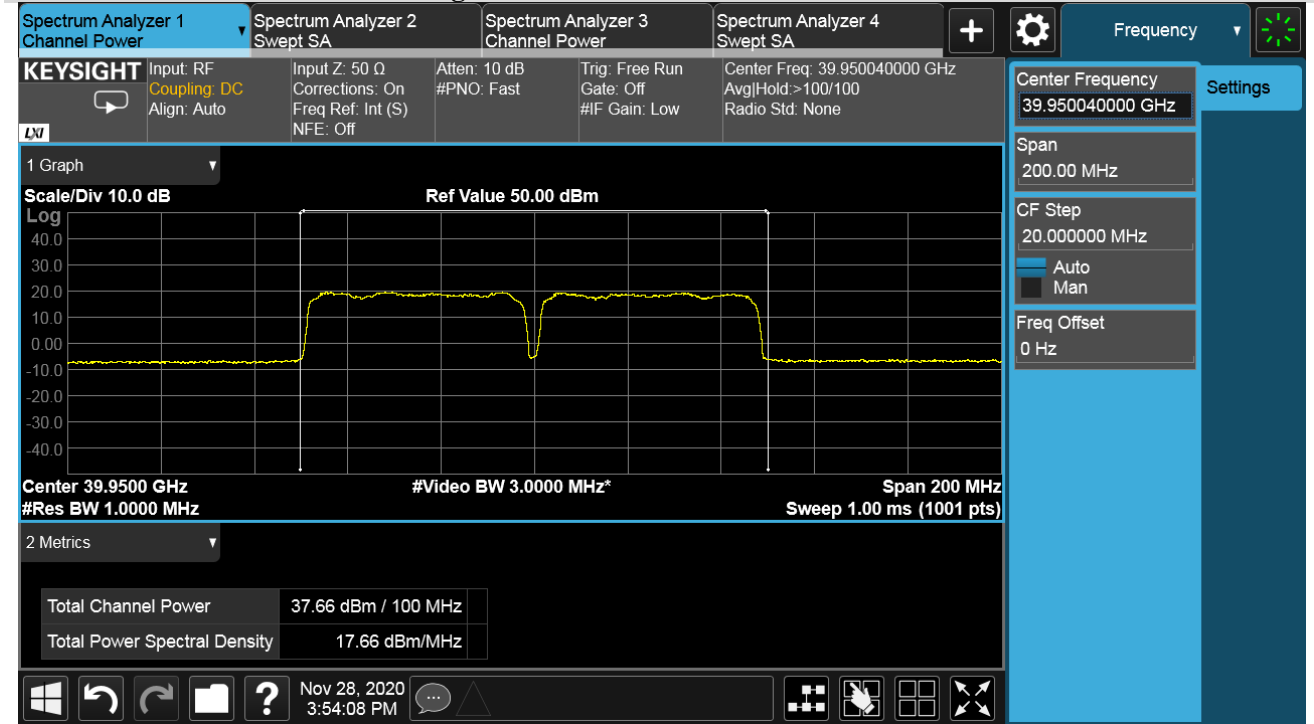 Spectrum Analyzer 1
Channel Power
Spectrum Analyzer 2
Swept SA
Spectrum Analyzer 3
Channel Power
Spectrum Analyzer 4
Swept SA
Frequency
KEYSIGHT
LXI
Input: RF
Coupling: DC
Align: Auto
Input Z: 50 Ω
Corrections: On
Freq Ref: Int (S)
NFE: Off
Atten: 10 dB
#PNO: Fast
Trig: Free Run
Gate: Off
#IF Gain: Low
Center Freq: 39.950040000 GHz
Avg|Hold:>100/100
Radio Std: None
Center Frequency
39.950040000 GHz
Settings
Span
200.00 MHz
CF Step
20.000000 MHz
Auto
Man
Freq Offset
0 Hz
1 Graph
Scale/Div 10.0 dB
Ref Value 50.00 dBm
Log
40.0
30.0
20.0
10.0
0.00
-10.0
-20.0
-30.0
-40.0
Center 39.9500 GHz
#Video BW 3.0000 MHz*
Span 200 MHz
#Res BW 1.0000 MHz
Sweep 1.00 ms (1001 pts)
2 Metrics
Total Channel Power 37.66 dBm / 100 MHz
Total Power Spectral Density 17.66 dBm/MHz
?
Nov 28, 2020
3:54:08 PM